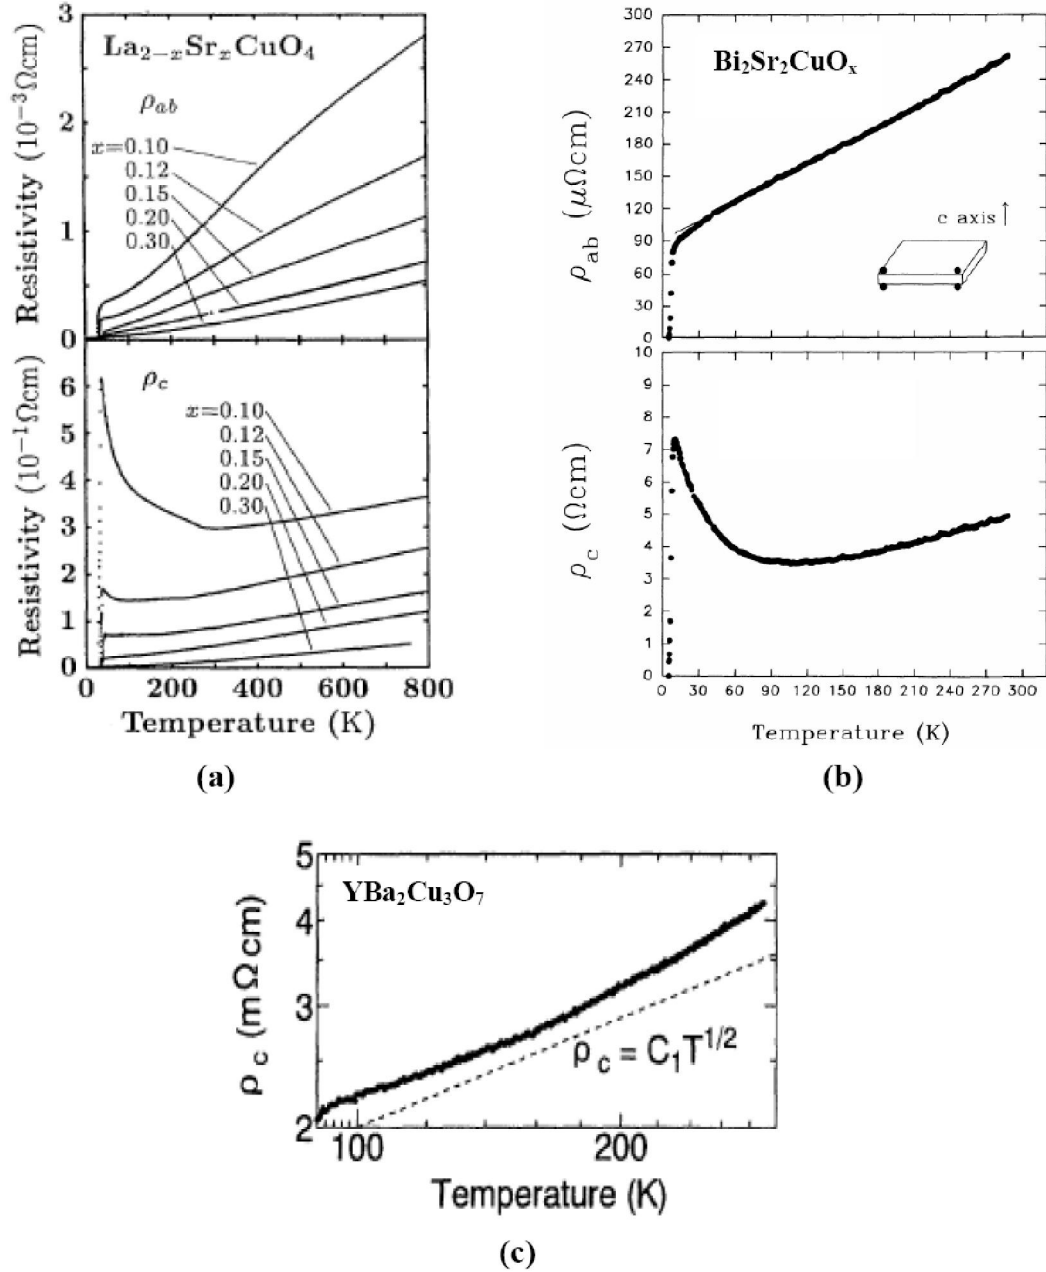 La₂₋ₓSrₓCuO₄
ρab
x=0.10
0.12
0.15
0.20
0.30
Resistivity (10⁻³Ωcm)
3
2
1
0
ρc
x=0.10
0.12
0.15
0.20
0.30
Resistivity (10⁻¹Ωcm)
6
5
4
3
2
1
0
0 200 400 600 800
Temperature (K)
(a)
Bi₂Sr₂CuOₓ
ρab (μΩcm)
300
270
240
210
180
150
120
90
60
30
0
c axis ↑
ρc (Ωcm)
10
9
8
7
6
5
4
3
2
1
0
0 30 60 90 120 150 180 210 240 270 300
Temperature (K)
(b)
YBa₂Cu₃O₇
ρc (mΩcm)
5
4
3
2
ρc = C₁T¹/²
100 200
Temperature (K)
(c)